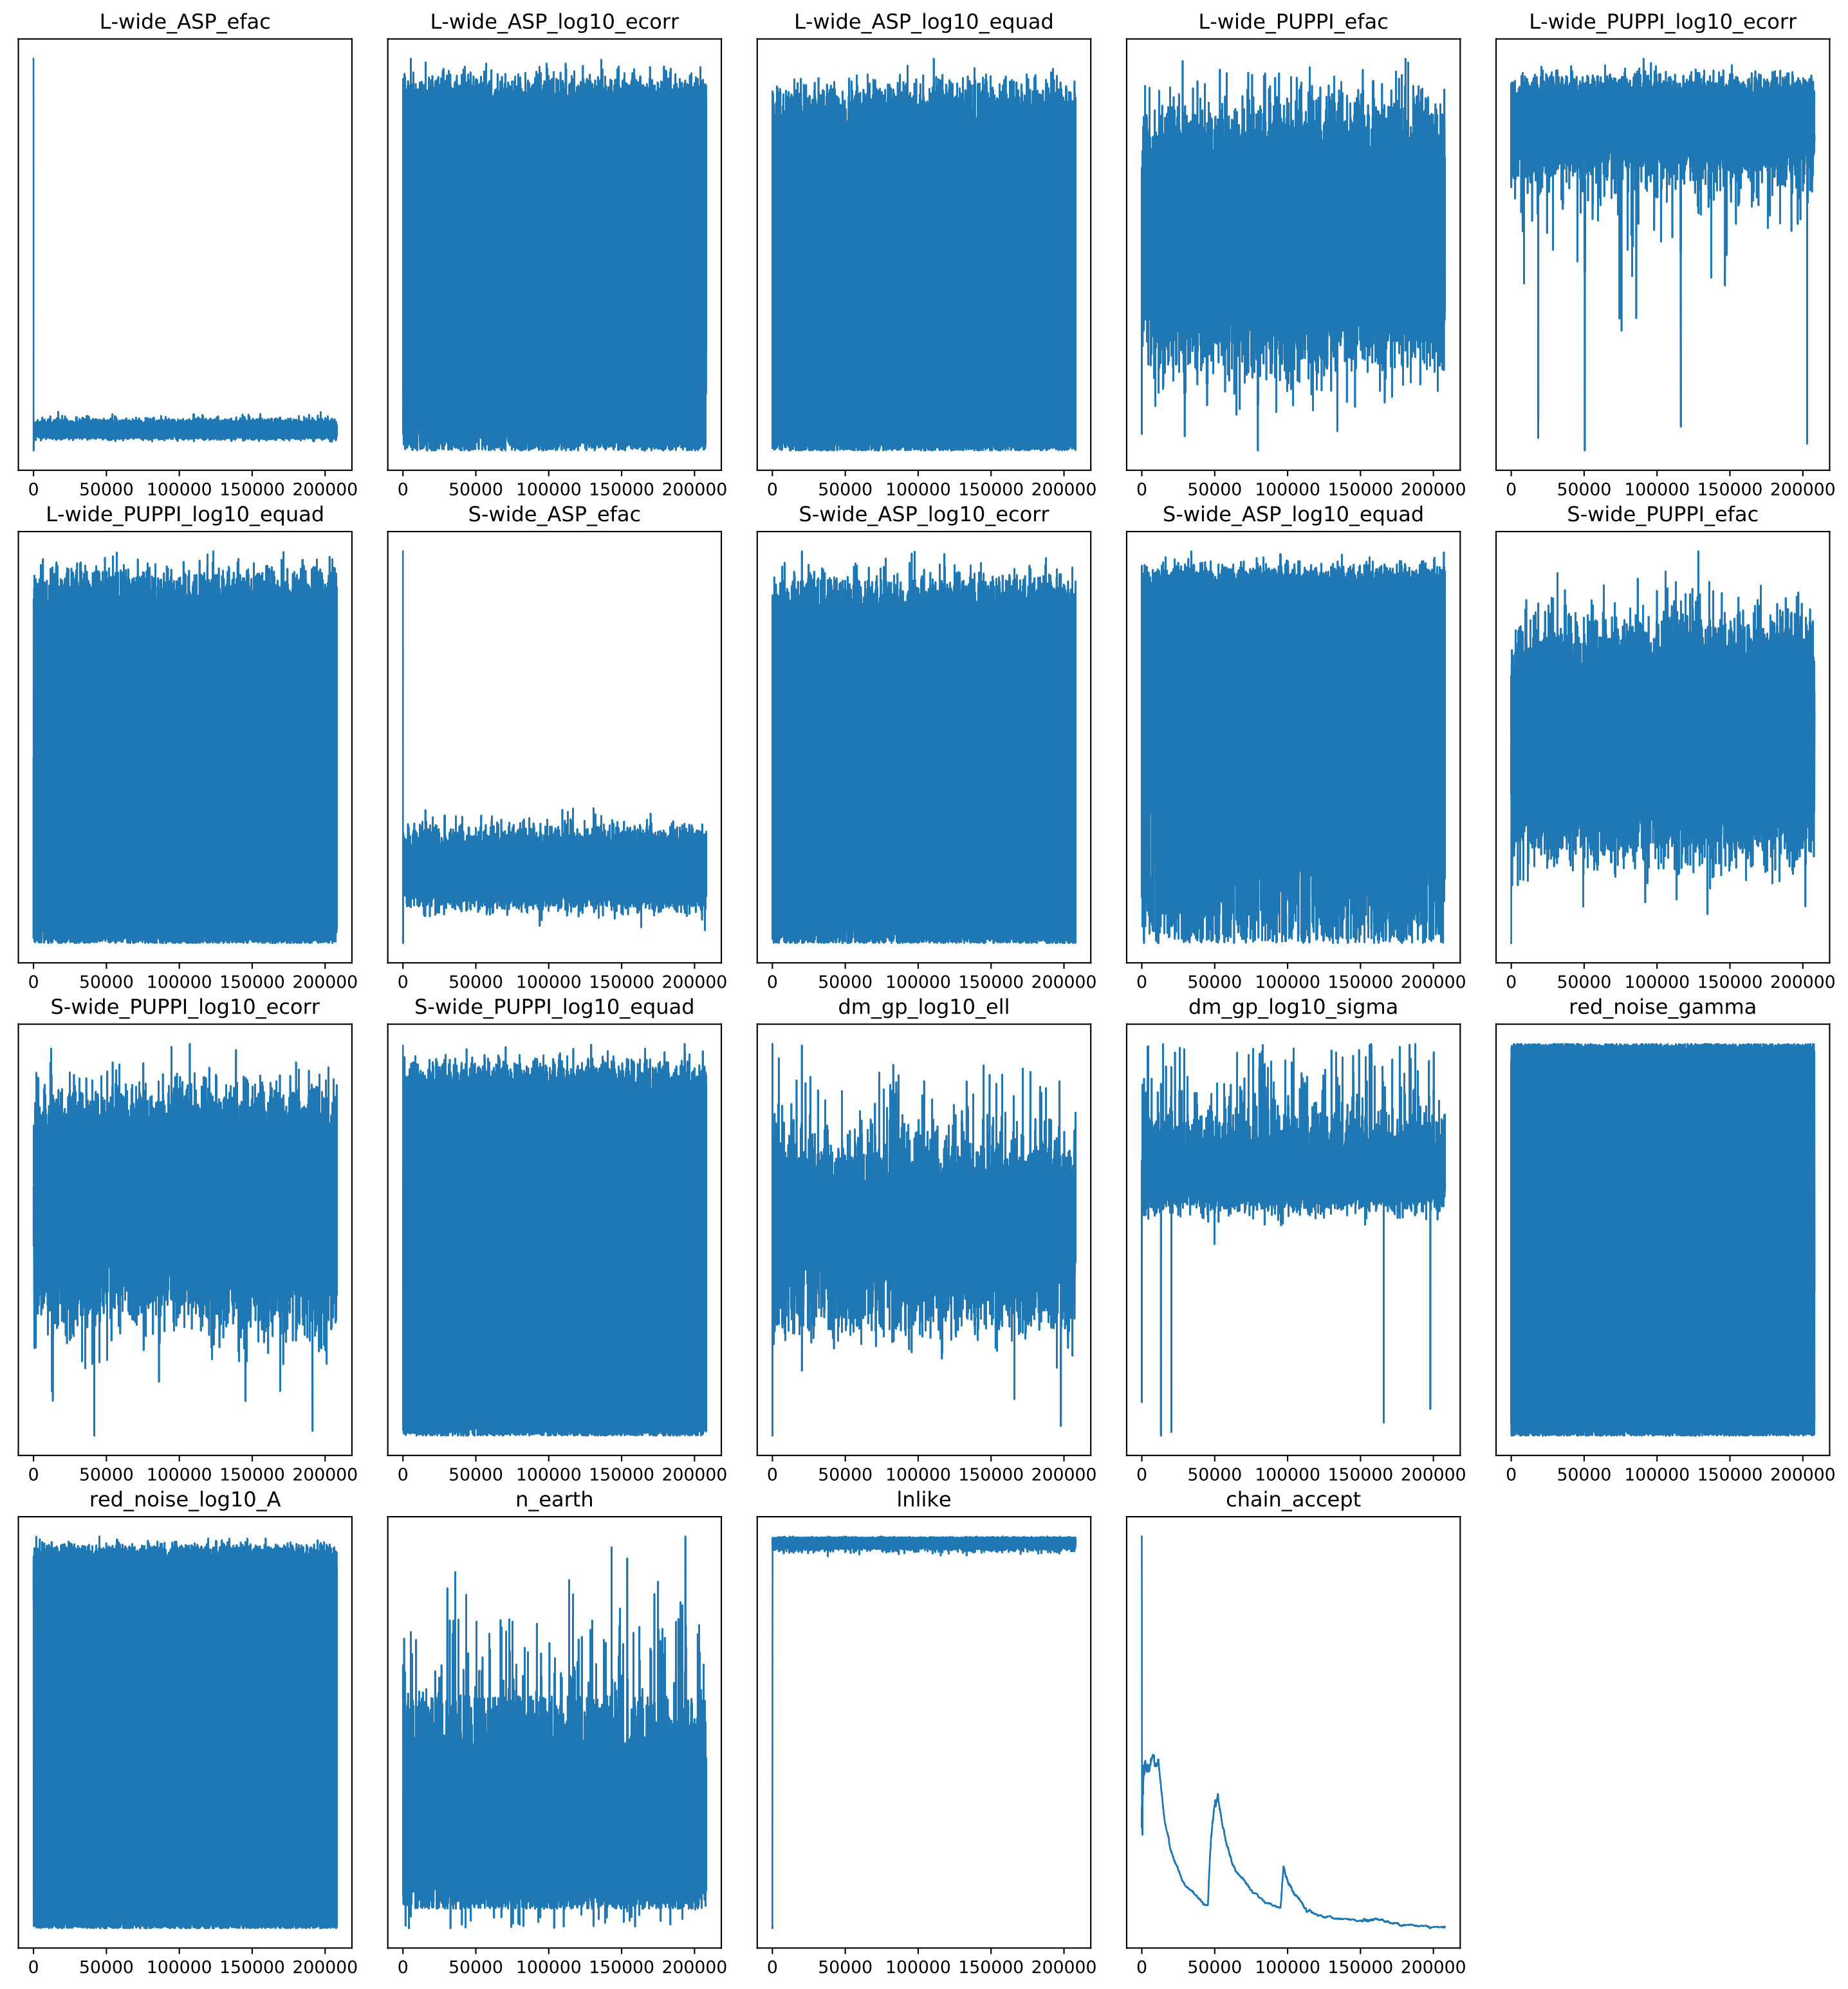 L-wide_ASP_efac L-wide_ASP_log10_ecorr L-wide_ASP_log10_equad L-wide_PUPPI_efac L-wide_PUPPI_log10_ecorr
0 50000 100000 150000 200000 0 50000 100000 150000 200000 0 50000 100000 150000 200000 0 50000 100000 150000 200000 0 50000 100000 150000 200000
L-wide_PUPPI_log10_equad S-wide_ASP_efac S-wide_ASP_log10_ecorr S-wide_ASP_log10_equad S-wide_PUPPI_efac
0 50000 100000 150000 200000 0 50000 100000 150000 200000 0 50000 100000 150000 200000 0 50000 100000 150000 200000 0 50000 100000 150000 200000
S-wide_PUPPI_log10_ecorr S-wide_PUPPI_log10_equad dm_gp_log10_ell dm_gp_log10_sigma red_noise_gamma
0 50000 100000 150000 200000 0 50000 100000 150000 200000 0 50000 100000 150000 200000 0 50000 100000 150000 200000 0 50000 100000 150000 200000
red_noise_log10_A n_earth lnlike chain_accept
0 50000 100000 150000 200000 0 50000 100000 150000 200000 0 50000 100000 150000 200000 0 50000 100000 150000 200000